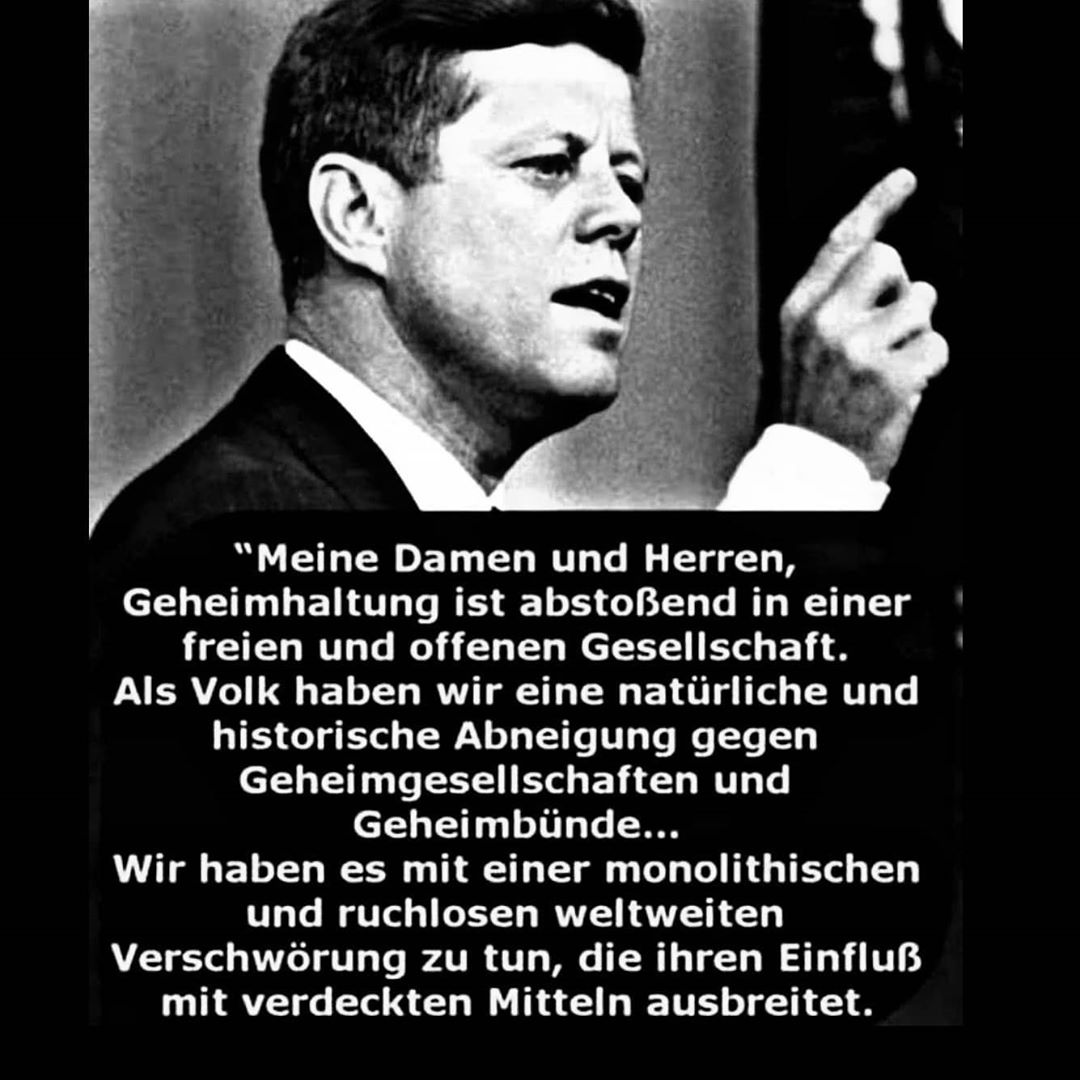 “Meine Damen und Herren,
Geheimhaltung ist abstoßend in einer
freien und offenen Gesellschaft.
Als Volk haben wir eine natürliche und
historische Abneigung gegen
Geheimgesellschaften und
Geheimbünde...
Wir haben es mit einer monolithischen
und ruchlosen weltweiten
Verschwörung zu tun, die ihren Einfluß
mit verdeckten Mitteln ausbreitet.